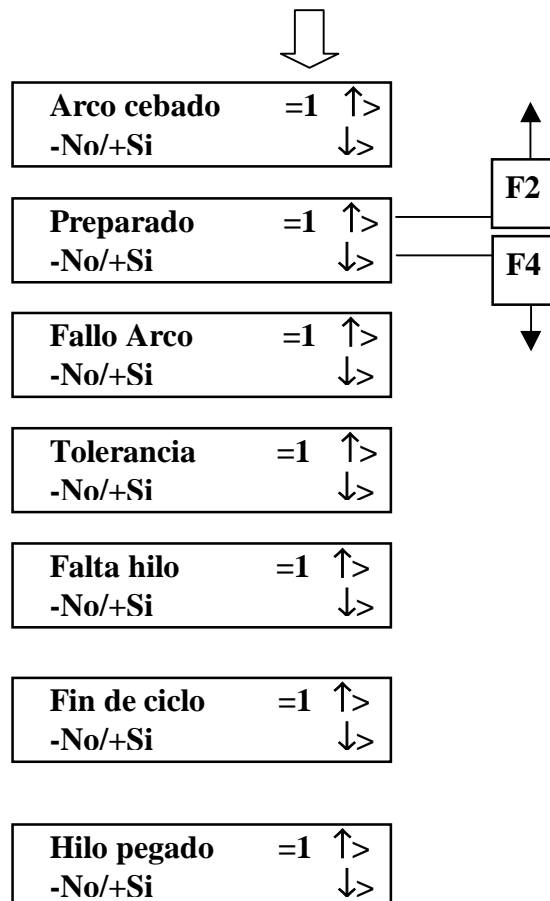 Arco cebado =1 ↑>
-No/+Si ↓>
F2
Preparado =1 ↑>
-No/+Si ↓>
F4
Fallo Arco =1 ↑>
-No/+Si ↓>
Tolerancia =1 ↑>
-No/+Si ↓>
Falta hilo =1 ↑>
-No/+Si ↓>
Fin de ciclo =1 ↑>
-No/+Si ↓>
Hilo pegado =1 ↑>
-No/+Si ↓>